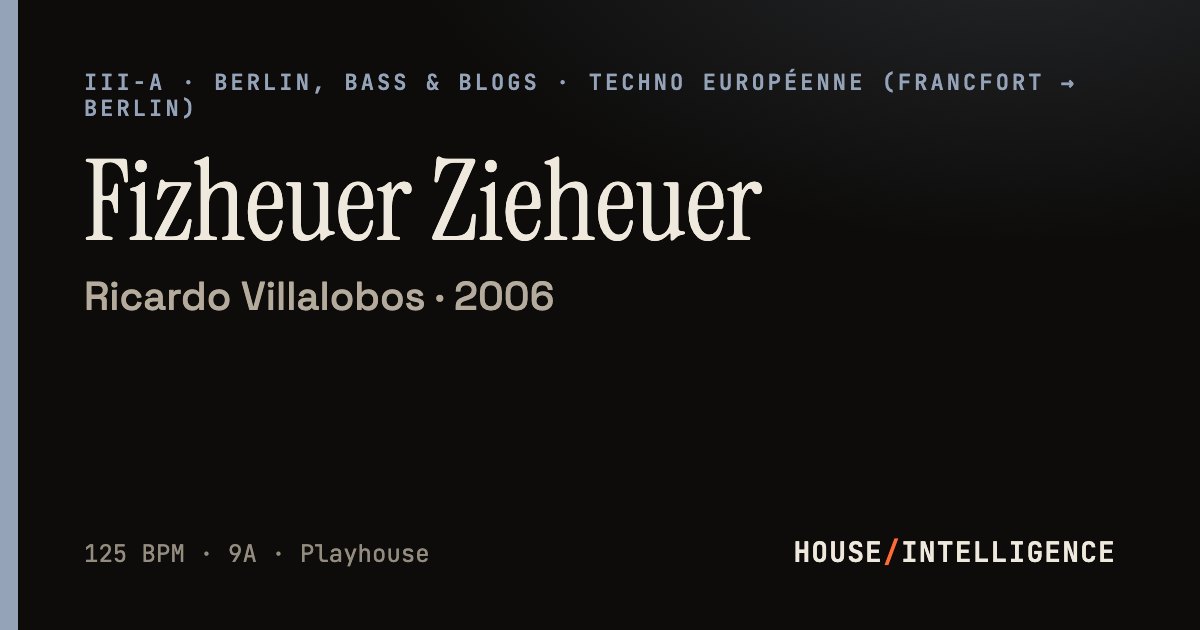 III-A · BERLIN, BASS & BLOGS · TECHNO EUROPÉENNE (FRANCFORT →
BERLIN)
Fizheuer Zieheuer
Ricardo Villalobos · 2006
125 BPM · 9A · Playhouse
HOUSE/INTELLIGENCE